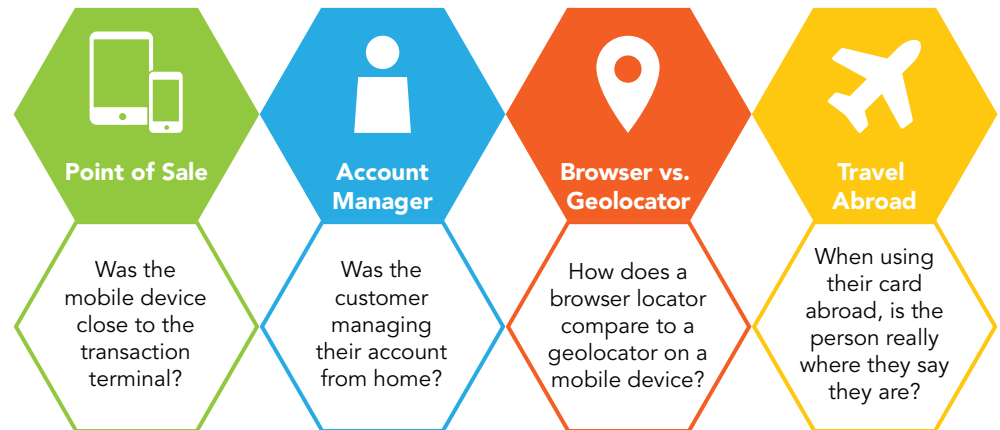 Point of Sale
Was the
mobile device
close to the
transaction
terminal?
Account
Manager
Was the
customer
managing
their account
from home?
Browser vs.
Geolocator
How does a
browser locator
compare to a
geolocator on a
mobile device?
Travel
Abroad
When using
their card
abroad, is the
person really
where they say
they are?